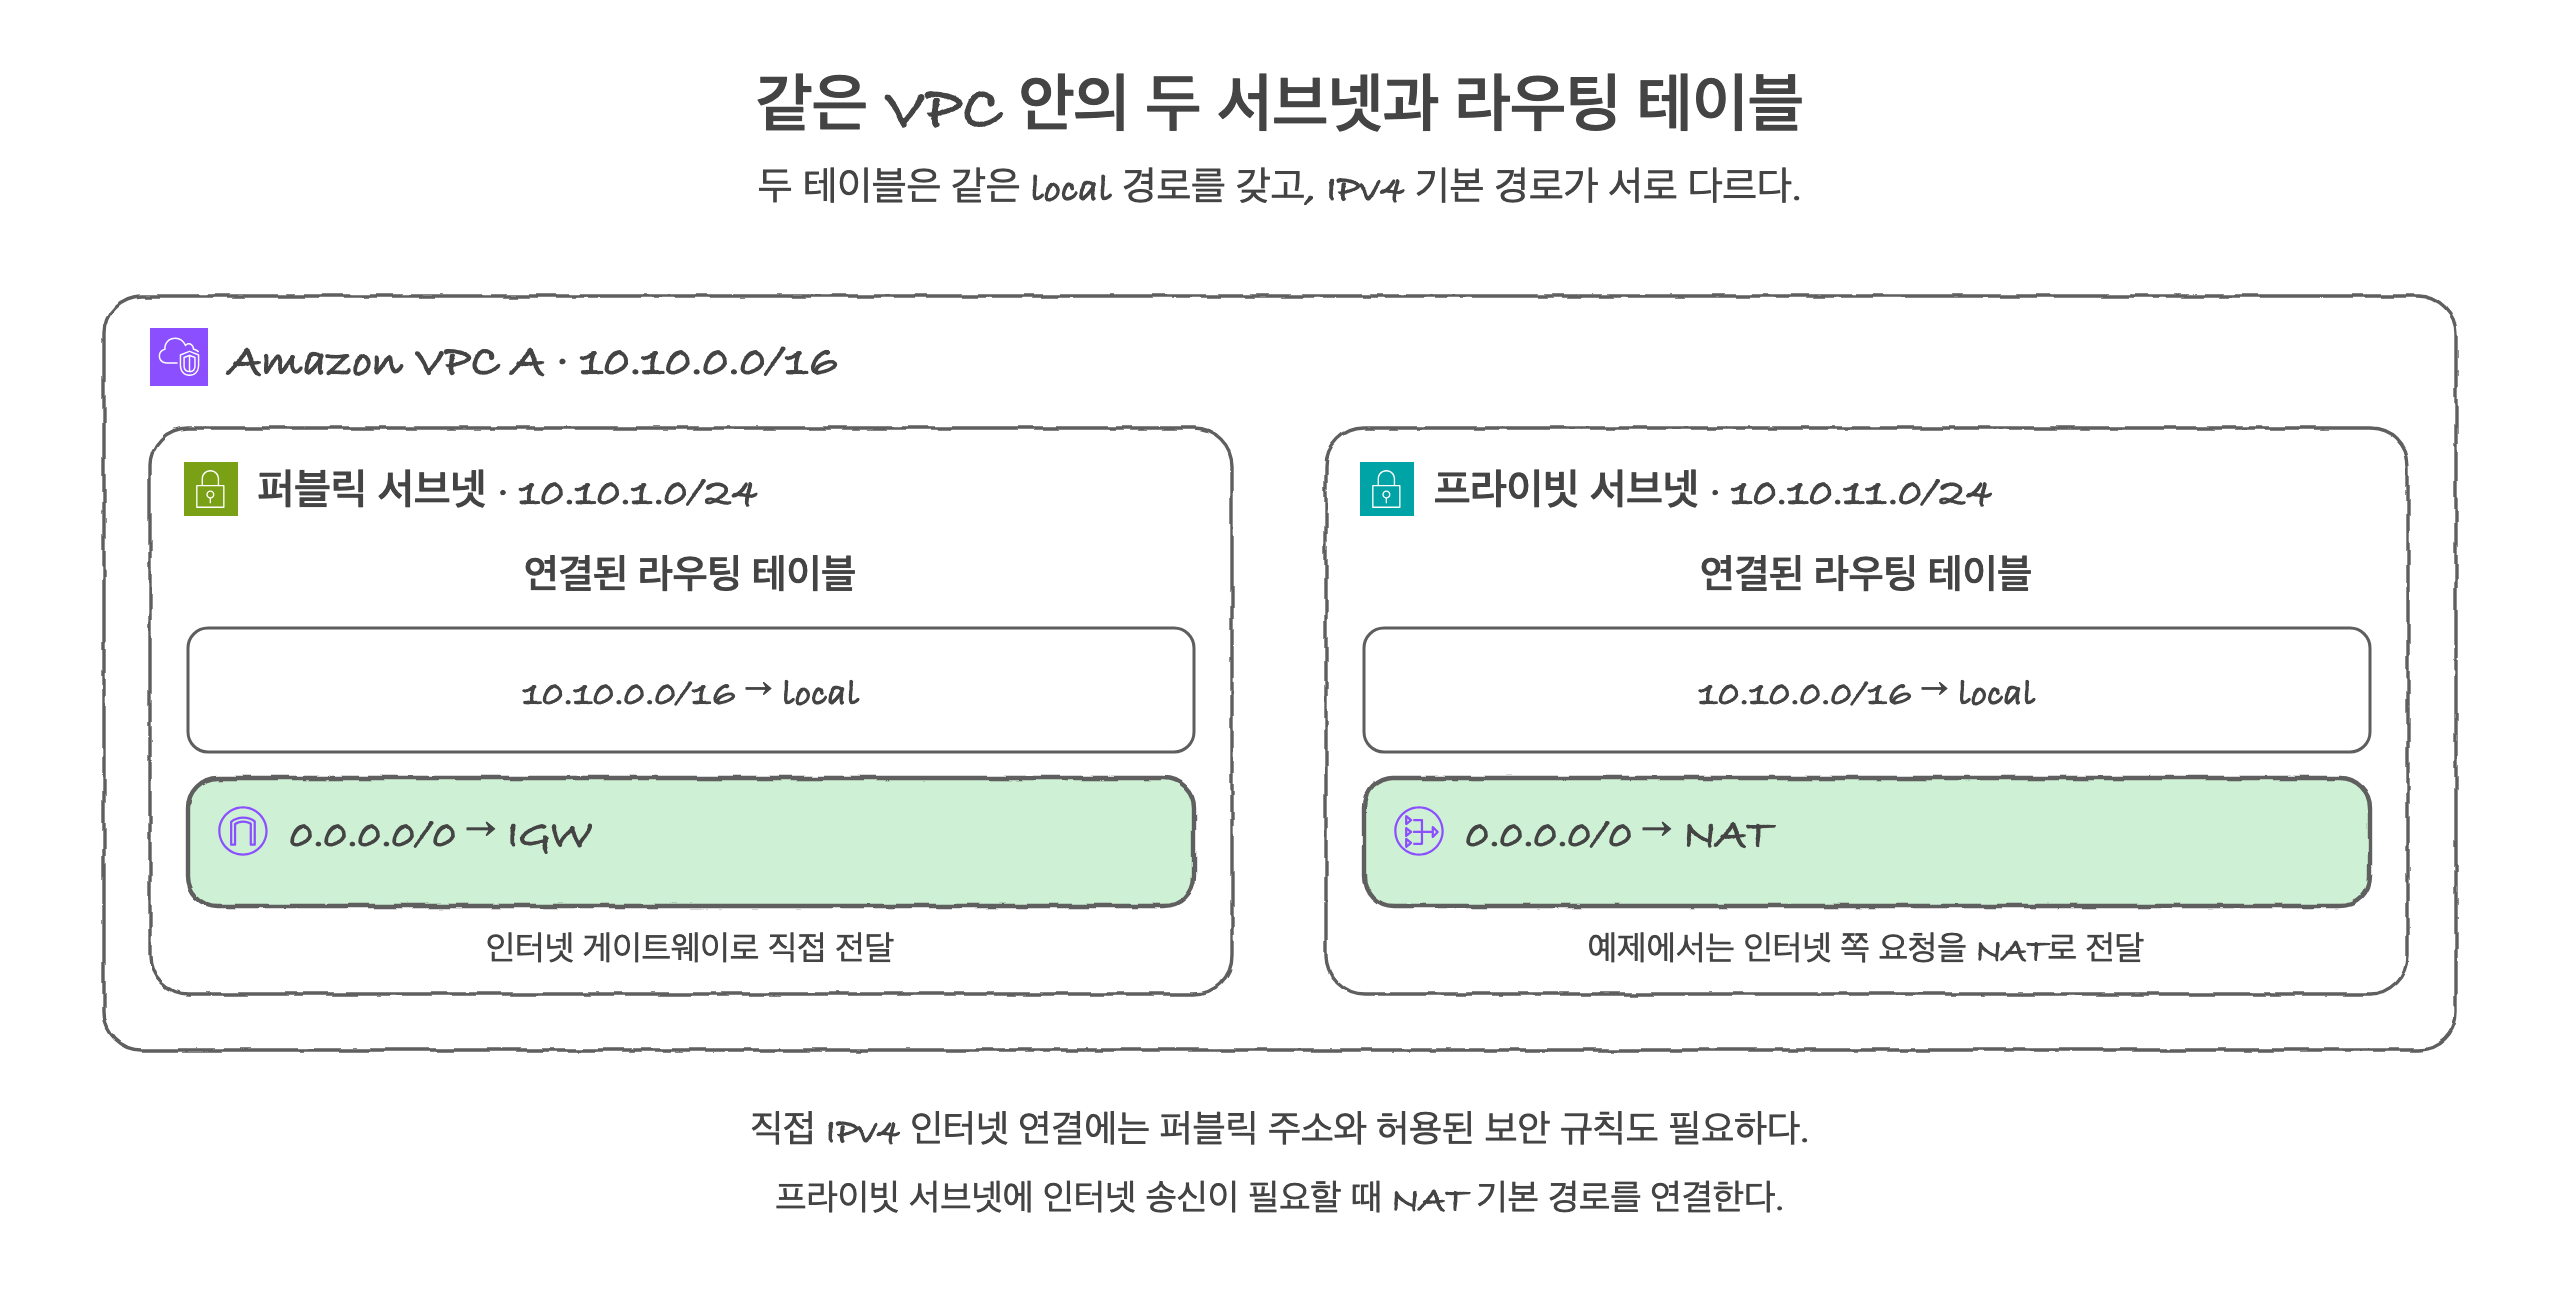 같은 VPC 안의 두 서브넷과 라우팅 테이블
두 테이블은 같은 local 경로를 갖고, IPv4 기본 경로가 서로 다르다.
Amazon VPC A · 10.10.0.0/16
퍼블릭 서브넷 · 10.10.1.0/24
연결된 라우팅 테이블
10.10.0.0/16 → local
0.0.0.0/0 → IGW
인터넷 게이트웨이로 직접 전달
프라이빗 서브넷 · 10.10.11.0/24
연결된 라우팅 테이블
10.10.0.0/16 → local
0.0.0.0/0 → NAT
예제에서는 인터넷 쪽 요청을 NAT로 전달
직접 IPv4 인터넷 연결에는 퍼블릭 주소와 허용된 보안 규칙도 필요하다.
프라이빗 서브넷에 인터넷 송신이 필요할 때 NAT 기본 경로를 연결한다.